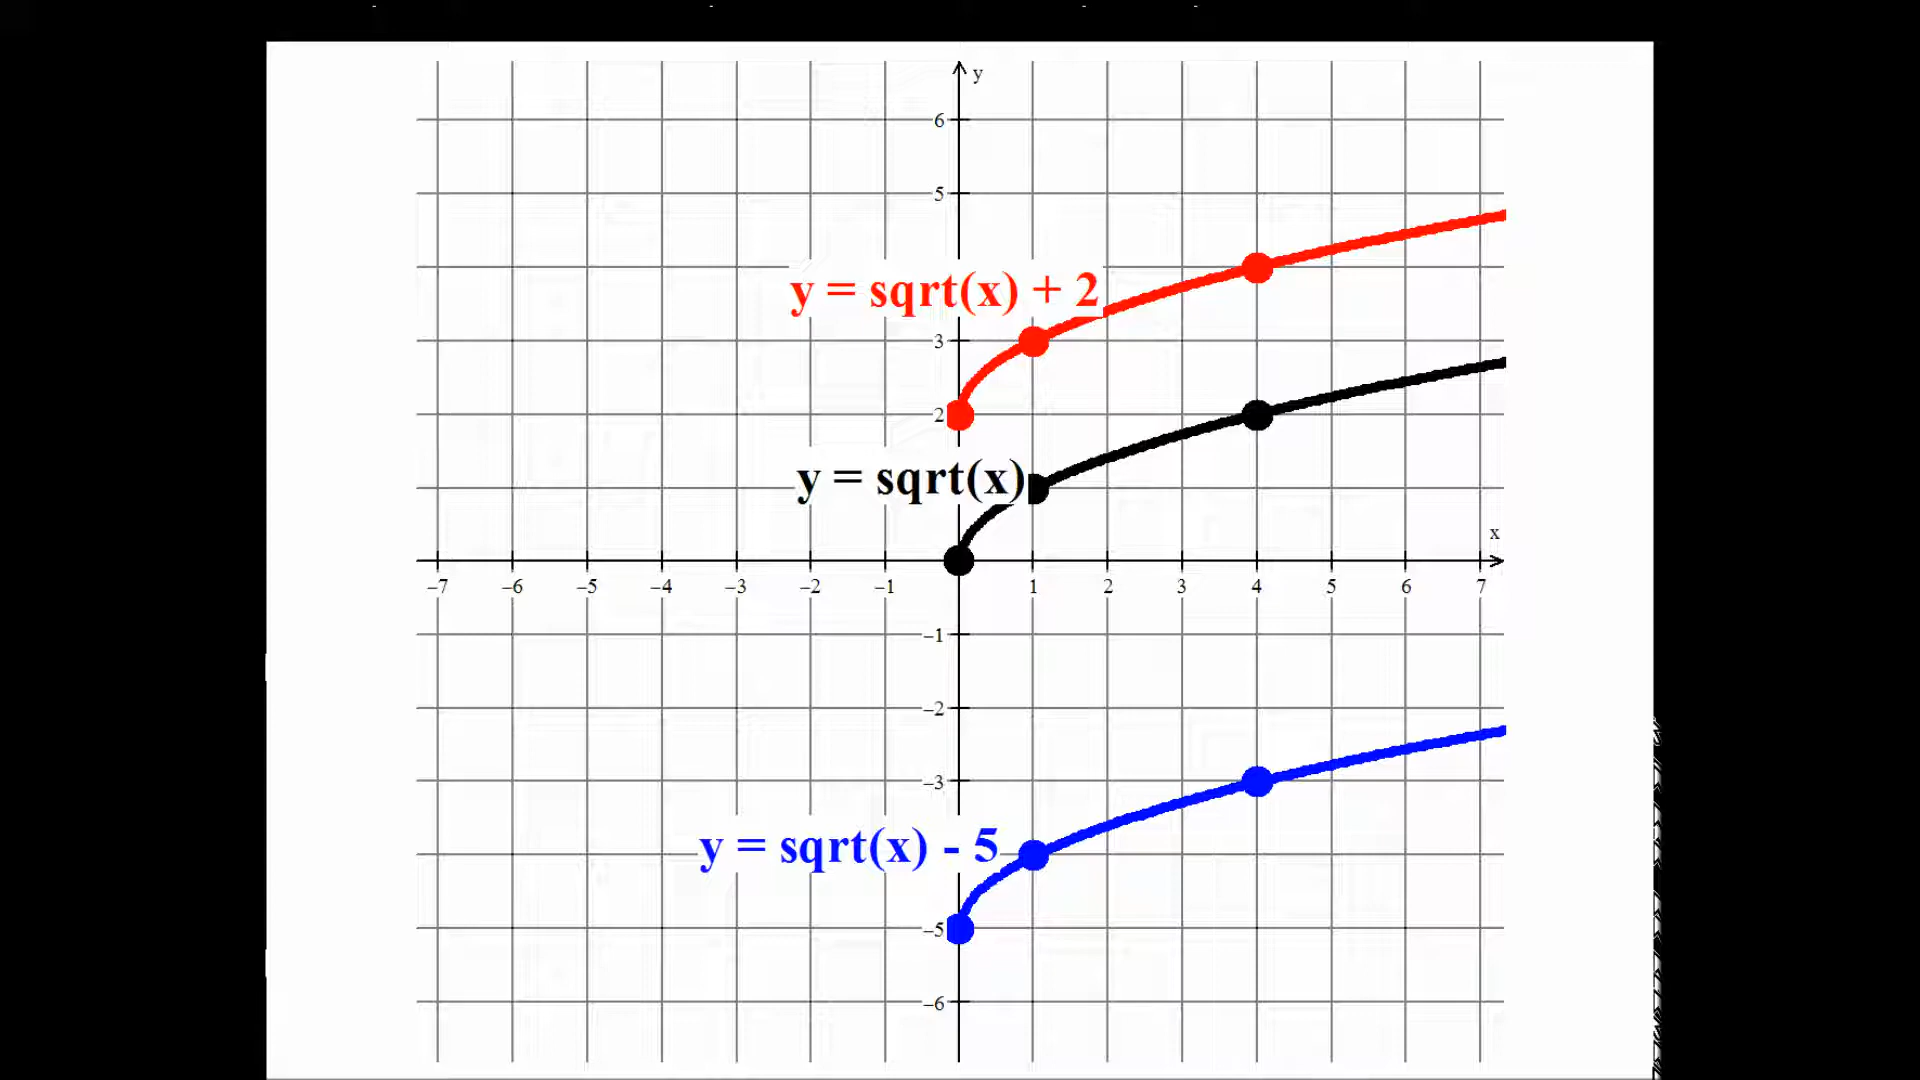 y
6
5
y = sqrt(x) + 2
3
2
y = sqrt(x)
x
–7 –6 –5 –4 –3 –2 –1 1 2 3 4 5 6 7
–1
–2
–3
y = sqrt(x) - 5
–5
–6